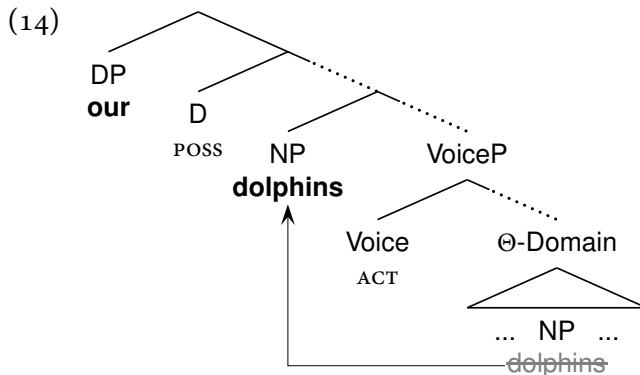 (14)
DP
our
D
POSS
NP
VoiceP
dolphins
Voice
Θ-Domain
ACT
... NP ...
dolphins